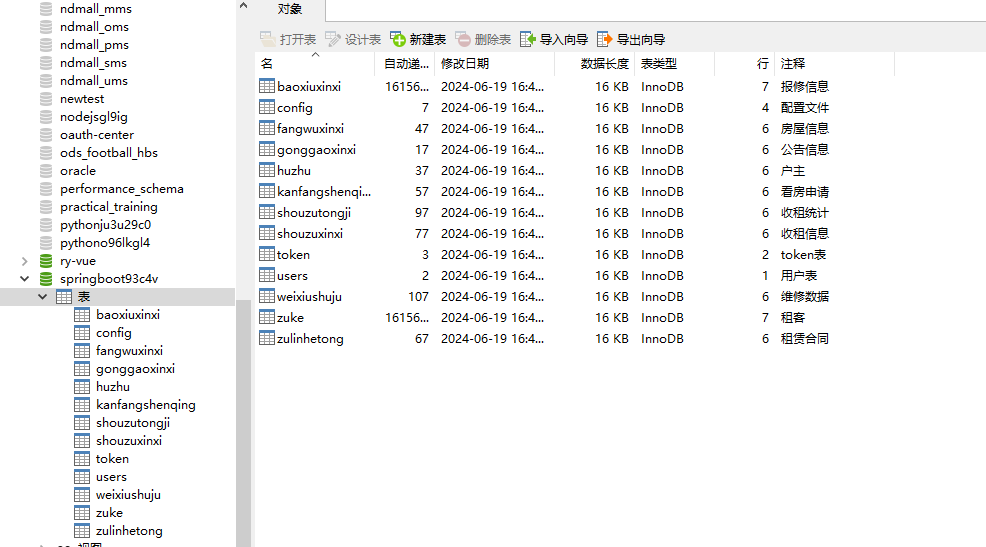 ndmall_mms
ndmall_oms
ndmall_pms
ndmall_sms
ndmall_ums
newtest
nodejsgl9ig
oauth-center
ods_football_hbs
oracle
performance_schema
practical_training
pythonju3u29c0
pythono96lkgl4
ry-vue
springboot93c4v
表
baoxiuxinxi
config
fangwuxinxi
gonggaoxinxi
huzhu
kanfangshenqing
shouzutongji
shouzuxinxi
token
users
weixiushuju
zuke
zulinhetong
对象
打开表 设计表 新建表 删除表 导入向导 导出向导
名 自动递... 修改日期 数据长度 表类型 行 注释
baoxiuxinxi 16156... 2024-06-19 16:4... 16 KB InnoDB 7 报修信息
config 7 2024-06-19 16:4... 16 KB InnoDB 4 配置文件
fangwuxinxi 47 2024-06-19 16:4... 16 KB InnoDB 6 房屋信息
gonggaoxinxi 17 2024-06-19 16:4... 16 KB InnoDB 6 公告信息
huzhu 37 2024-06-19 16:4... 16 KB InnoDB 6 户主
kanfangshenqi... 57 2024-06-19 16:4... 16 KB InnoDB 6 看房申请
shouzutongji 97 2024-06-19 16:4... 16 KB InnoDB 6 收租统计
shouzuxinxi 77 2024-06-19 16:4... 16 KB InnoDB 6 收租信息
token 3 2024-06-19 16:4... 16 KB InnoDB 2 token表
users 2 2024-06-19 16:4... 16 KB InnoDB 1 用户表
weixiushuju 107 2024-06-19 16:4... 16 KB InnoDB 6 维修数据
zuke 16156... 2024-06-19 16:4... 16 KB InnoDB 7 租客
zulinhetong 67 2024-06-19 16:4... 16 KB InnoDB 6 租赁合同